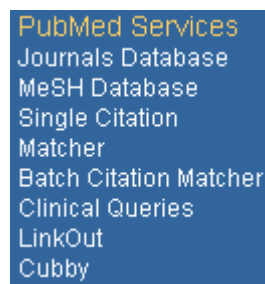 PubMed Services
Journals Database
MeSH Database
Single Citation
Matcher
Batch Citation Matcher
Clinical Queries
LinkOut
Cubby